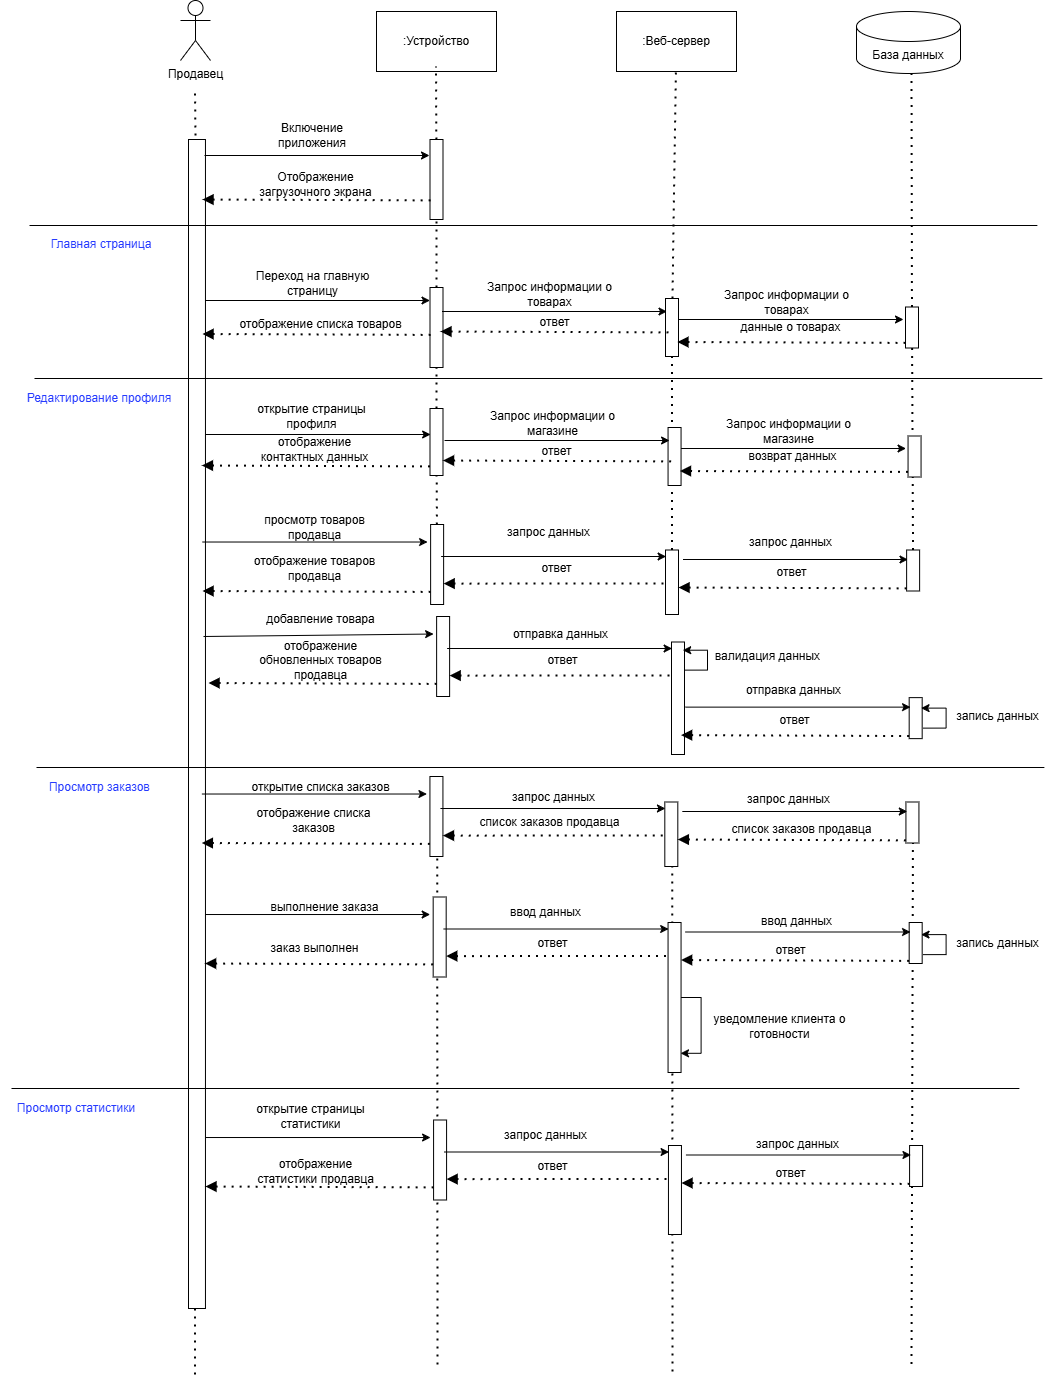 Продавец
:Устройство
:Веб-сервер
База данных
Включение
приложения
Отображение
загрузочного экрана
Главная страница
Переход на главную
страницу
Запрос информации о
товарах
Запрос информации о
товарах
отображение списка товаров
ответ
данные о товарах
Редактирование профиля
открытие страницы
профиля
Запрос информации о
магазине
Запрос информации о
магазине
отображение
контактных данных
ответ
возврат данных
просмотр товаров
продавца
запрос данных
запрос данных
отображение товаров
продавца
ответ
ответ
добавление товара
отправка данных
валидация данных
отображение
обновленных товаров
продавца
ответ
отправка данных
ответ
запись данных
Просмотр заказов
открытие списка заказов
запрос данных
запрос данных
отображение списка
заказов
список заказов продавца
список заказов продавца
выполнение заказа
ввод данных
ввод данных
заказ выполнен
ответ
ответ
запись данных
уведомление клиента о
готовности
Просмотр статистики
открытие страницы
статистики
запрос данных
запрос данных
отображение
статистики продавца
ответ
ответ